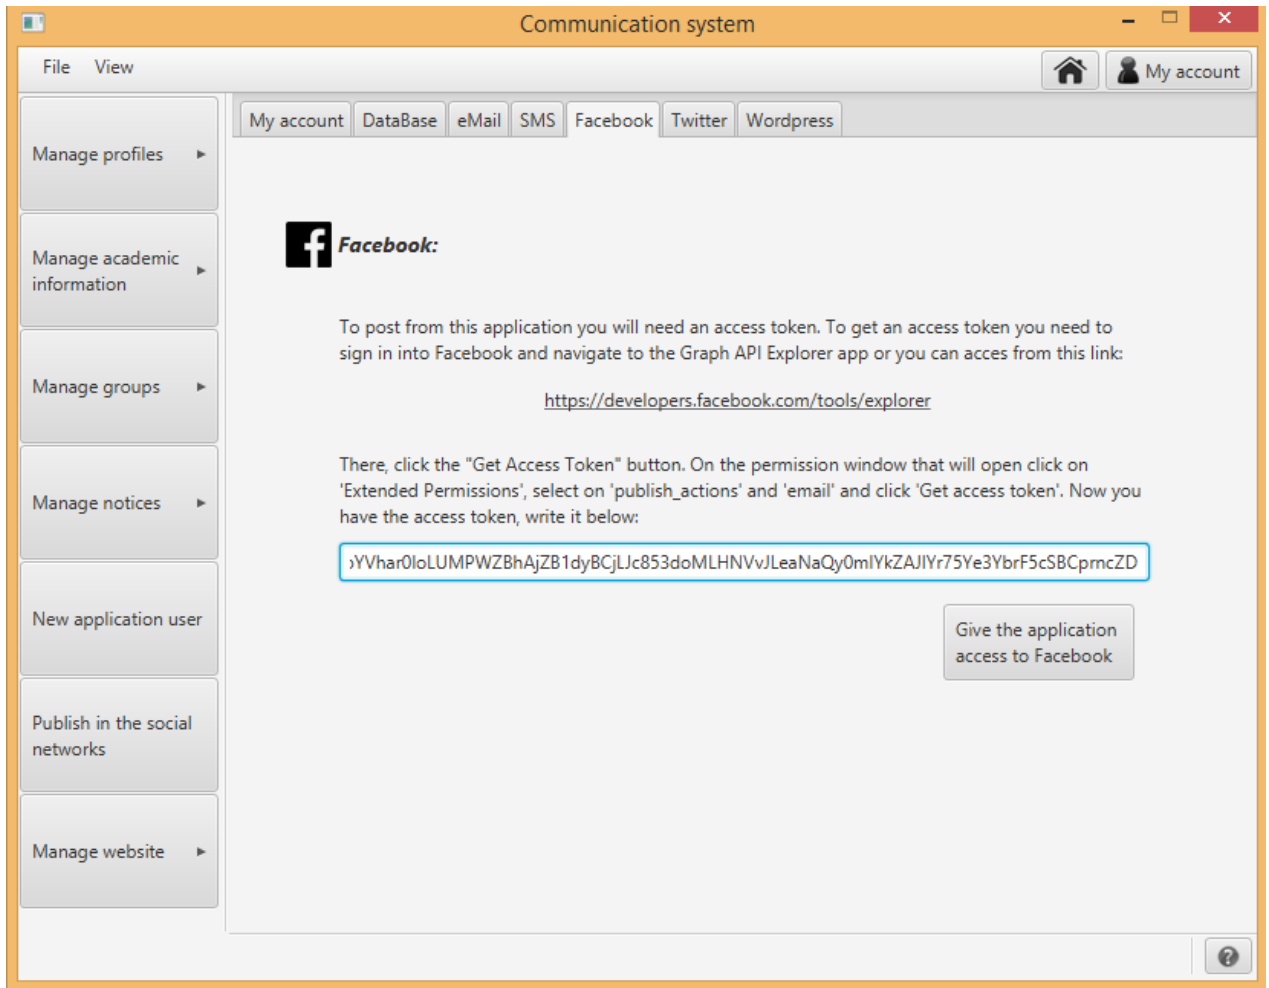 Communication system
File View
My account
My account DataBase eMail SMS Facebook Twitter Wordpress
Manage profiles
Manage academic
information
Manage groups
Manage notices
New application user
Publish in the social
networks
Manage website
Facebook:
To post from this application you will need an access token. To get an access token you need to
sign in into Facebook and navigate to the Graph API Explorer app or you can acces from this link:
https://developers.facebook.com/tools/explorer
There, click the "Get Access Token" button. On the permission window that will open click on
'Extended Permissions', select on 'publish_actions' and 'email' and click 'Get access token'. Now you
have the access token, write it below:
Give the application
access to Facebook